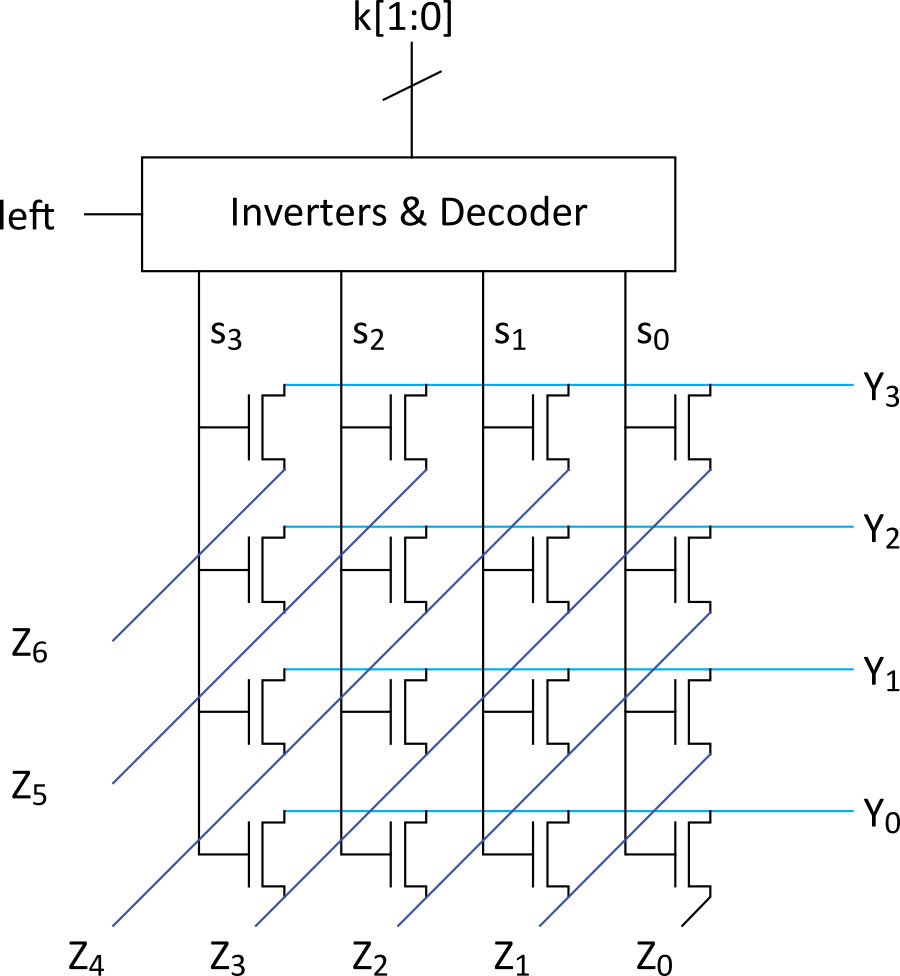 k[1:0]
left
Inverters & Decoder
s3 s2 s1 s0
Y3
Y2
Z6
Y1
Z5
Y0
Z4 Z3 Z2 Z1 Z0